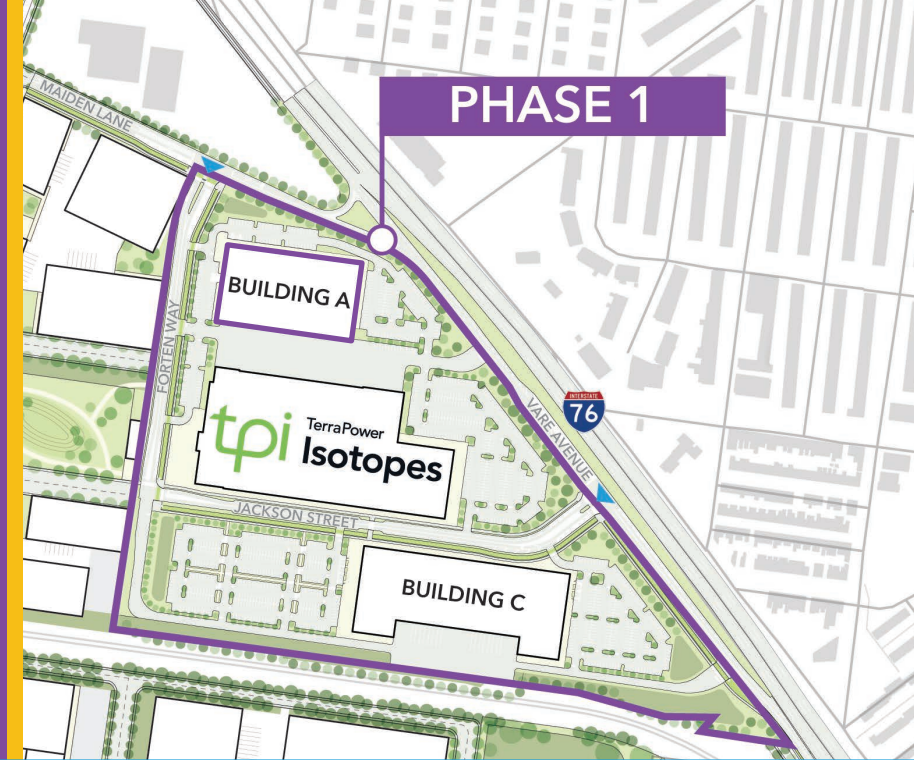 PHASE 1
MAIDEN LANE
BUILDING A
FORTEN WAY
INTERSTATE
76
VARE AVENUE
tpi TerraPower
Isotopes
JACKSON STREET
BUILDING C